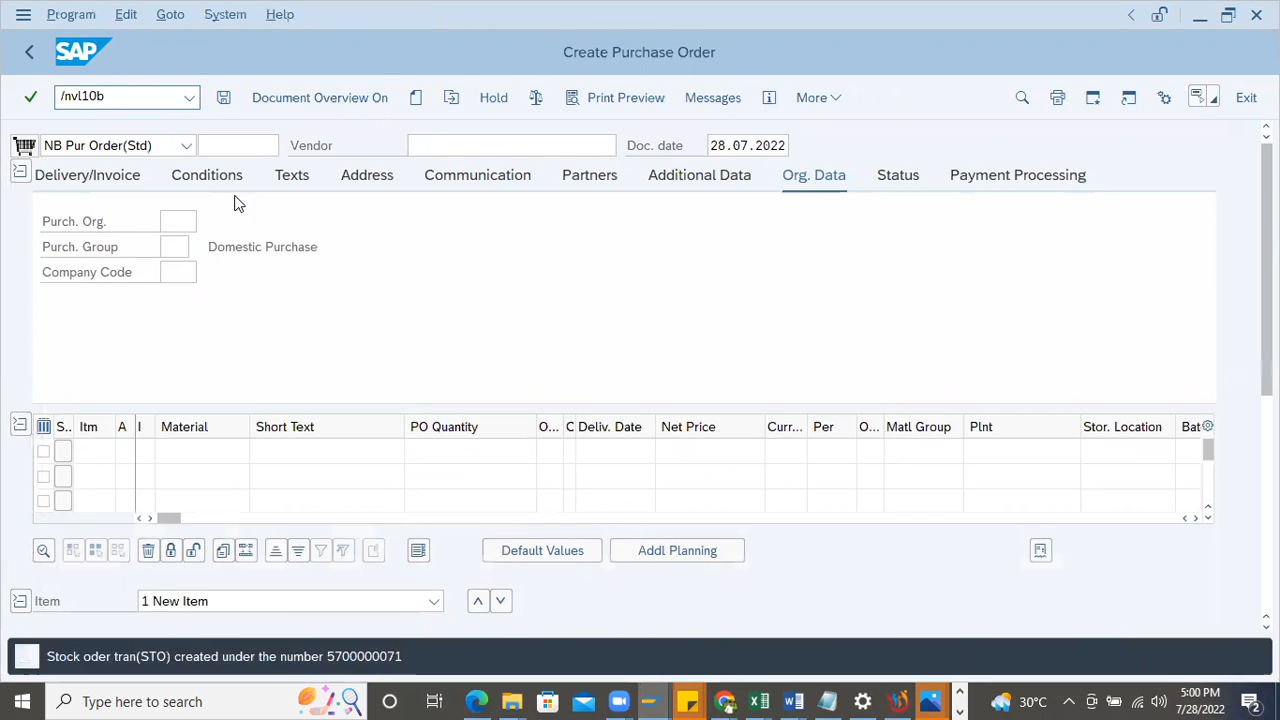 Program Edit Goto System Help
SAP Create Purchase Order
/nvl10b Document Overview On Hold Print Preview Messages More Exit
NB Pur Order(Std) Vendor Doc. date 28.07.2022
Delivery/Invoice Conditions Texts Address Communication Partners Additional Data Org. Data Status Payment Processing
Purch. Org.
Purch. Group Domestic Purchase
Company Code
S.. Itm A I Material Short Text PO Quantity O... C Deliv. Date Net Price Curr... Per O... Matl Group Plnt Stor. Location Bat
Default Values Addl Planning
Item 1 New Item
Stock oder tran(STO) created under the number 5700000071
Type here to search 30°C 5:00 PM
7/28/2022 2